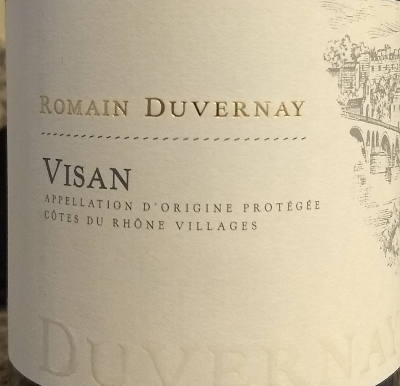 ROMAIN DUVERNAY
VISAN
APPELLATION D'ORIGINE PROTÉGÉE
CÔTES DU RHÔNE VILLAGES
DUVERNAY